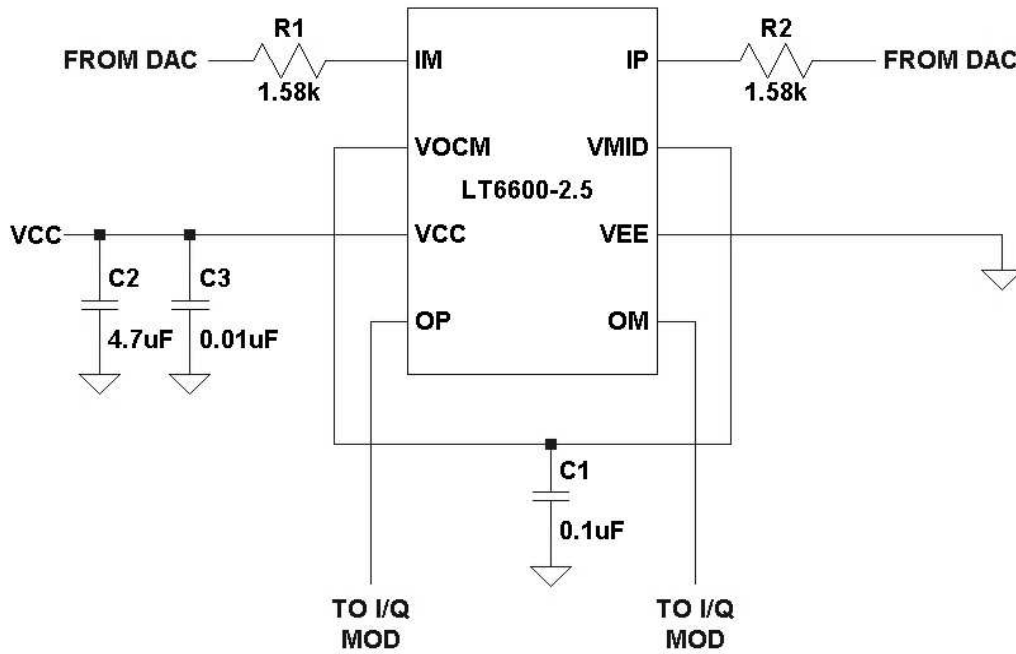 R1
R2
FROM DAC
IM
IP
FROM DAC
1.58k
1.58k
VOCM
VMID
LT6600-2.5
VCC
VCC
VEE
C2
C3
4.7uF
0.01uF
OP
OM
C1
0.1uF
TO I/Q
MOD
TO I/Q
MOD